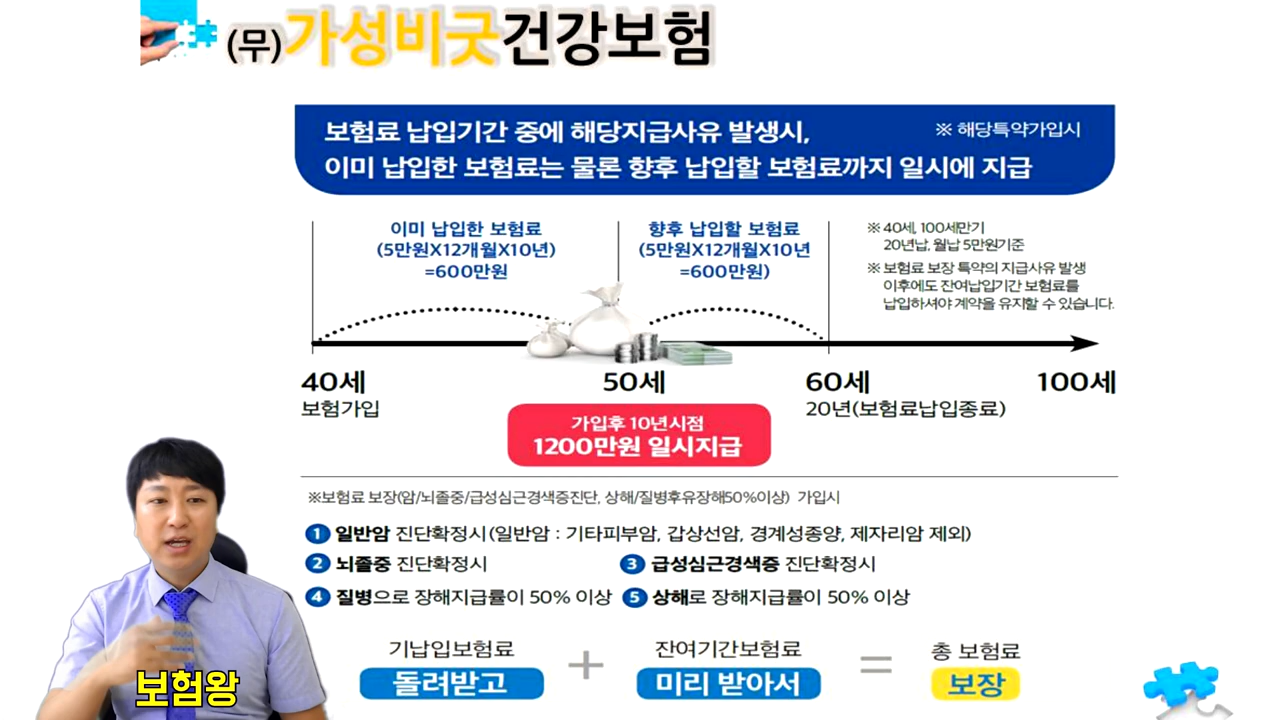 (무)가성비굿건강보험
보험료 납입기간 중에 해당지급사유 발생시,
※ 해당특약가입시
이미 납입한 보험료는 물론 향후 납입할 보험료까지 일시에 지급
이미 납입한 보험료
(5만원X12개월X10년)
=600만원
향후 납입할 보험료
(5만원X12개월X10년
=600만원)
※ 40세, 100세만기
20년납, 월납 5만원기준
※ 보험료 보장 특약의 지급사유 발생
이후에도 잔여납입기간 보험료를
납입하셔야 계약을 유지할 수 있습니다.
40세
보험가입
50세
60세
20년(보험료납입종료)
100세
가입후 10년시점
1200만원 일시지급
※보험료 보장(암/뇌졸중/급성심근경색증진단, 상해/질병후유장해50%이상) 가입시
1 일반암 진단확정시(일반암 : 기타피부암, 갑상선암, 경계성종양, 제자리암 제외)
2 뇌졸중 진단확정시
3 급성심근경색증 진단확정시
4 질병으로 장해지급률이 50% 이상
5 상해로 장해지급률이 50% 이상
기납입보험료
돌려받고
+
잔여기간보험료
미리 받아서
=
총 보험료
보장
보험왕